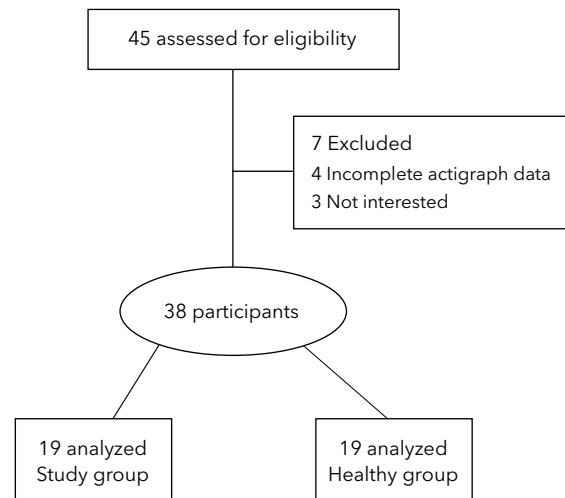 45 assessed for eligibility
7 Excluded
4 Incomplete actigraph data
3 Not interested
38 participants
19 analyzed
Study group
19 analyzed
Healthy group